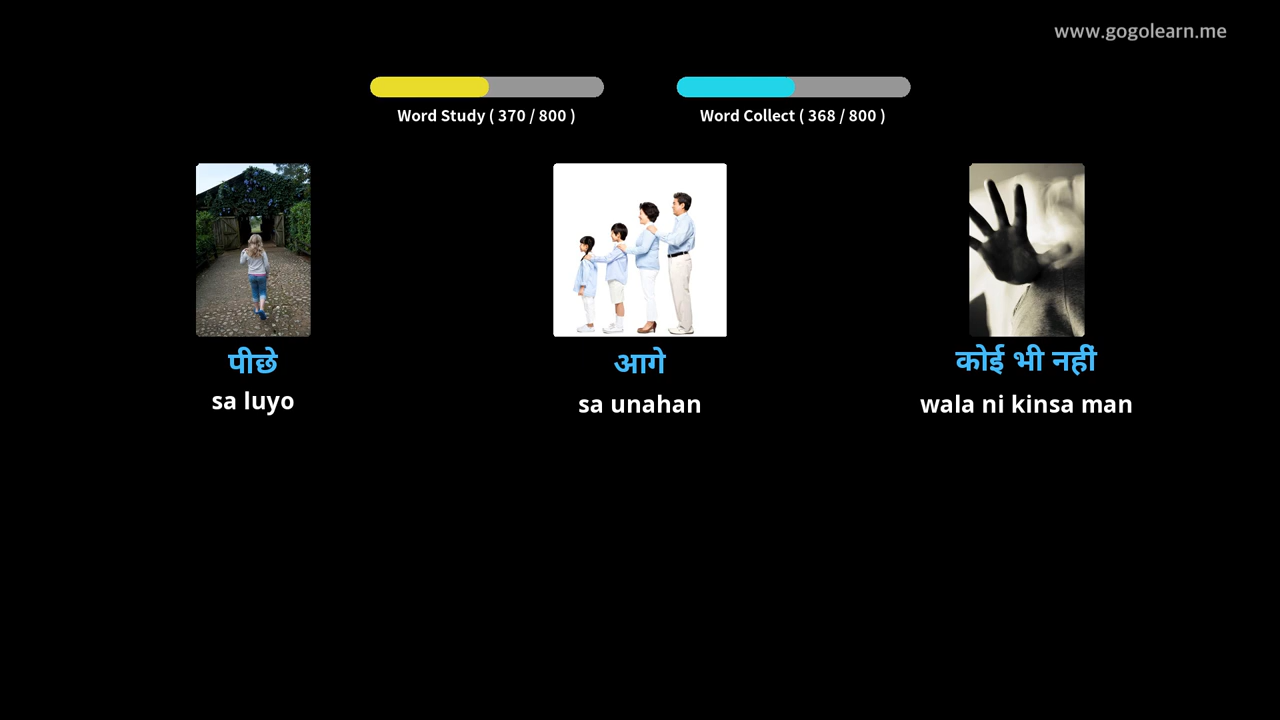 www.gogolearn.me
Word Study ( 370 / 800 )
Word Collect ( 368 / 800 )
पीछे
आगे
कोई भी नहीं
sa luyo
sa unahan
wala ni kinsa man